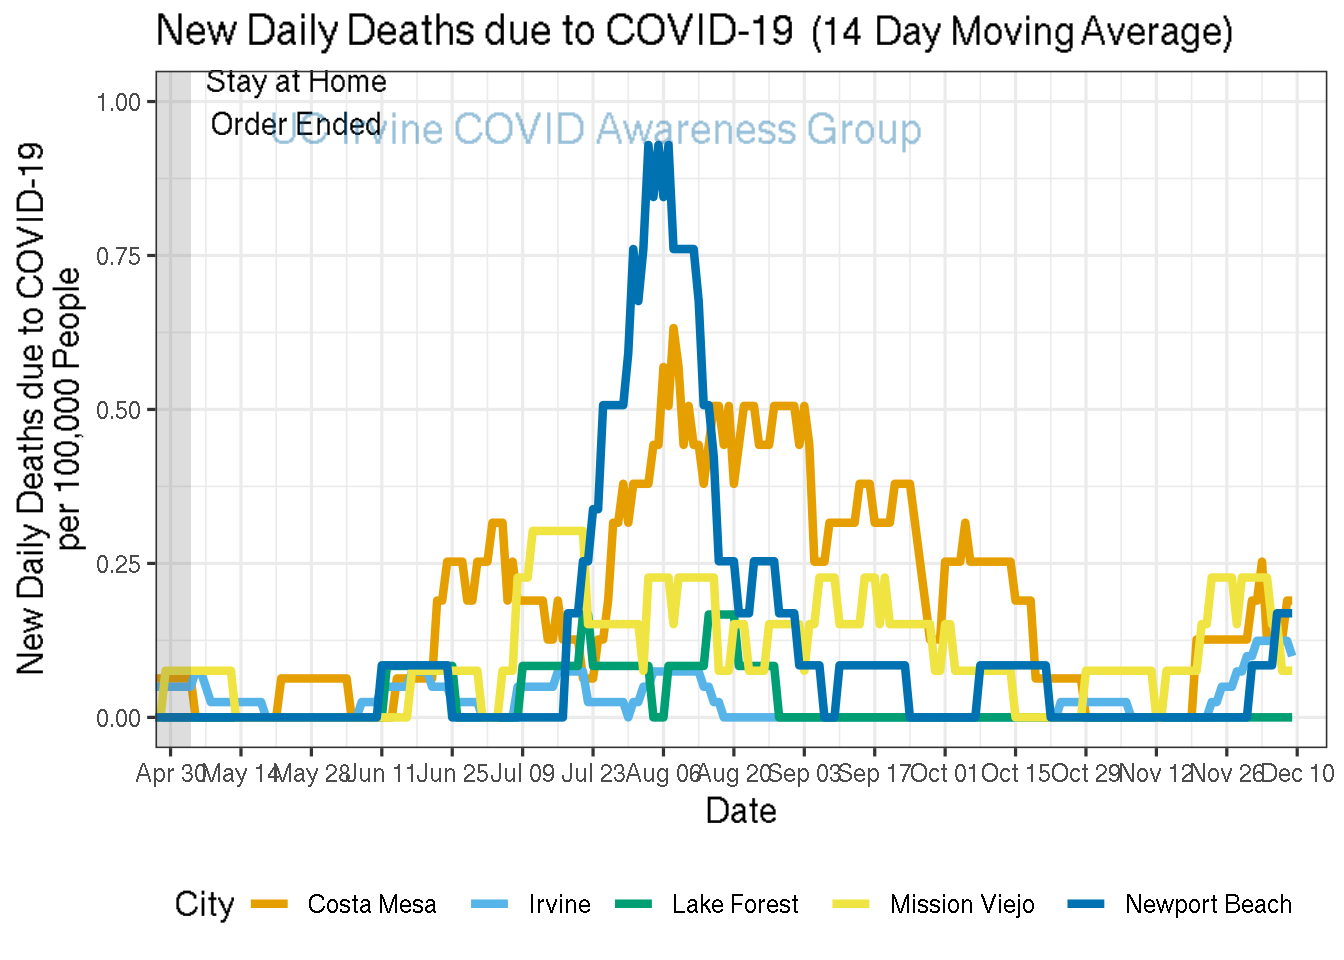 New Daily Deaths due to COVID-19 (14 Day Moving Average)
Stay at Home
Order Ended
UC Irvine COVID Awareness Group
New Daily Deaths due to COVID-19
per 100,000 People
1.00
0.75
0.50
0.25
0.00
Apr 30 May 14 May 28 Jun 11 Jun 25 Jul 09 Jul 23 Aug 06 Aug 20 Sep 03 Sep 17 Oct 01 Oct 15 Oct 29 Nov 12 Nov 26 Dec 10
Date
City Costa Mesa Irvine Lake Forest Mission Viejo Newport Beach